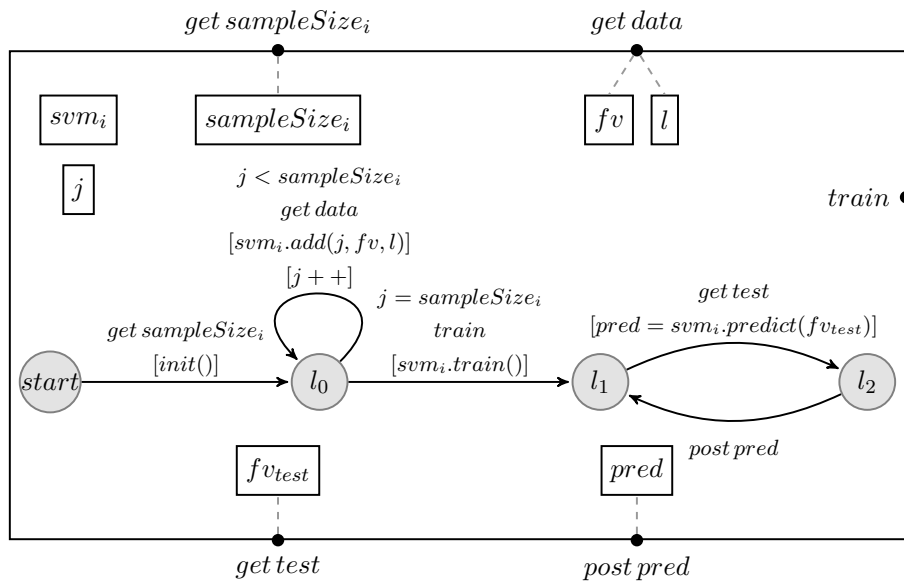 get sampleSize_i
get data
svm_i
sampleSize_i
fv
l
j
train
j < sampleSize_i
get data
[svm_i.add(j, fv, l)]
[j + +]
j = sampleSize_i
train
[svm_i.train()]
get sampleSize_i
[init()]
get test
[pred = svm_i.predict(fv_test)]
start
l_0
l_1
l_2
post pred
fv_test
pred
get test
post pred